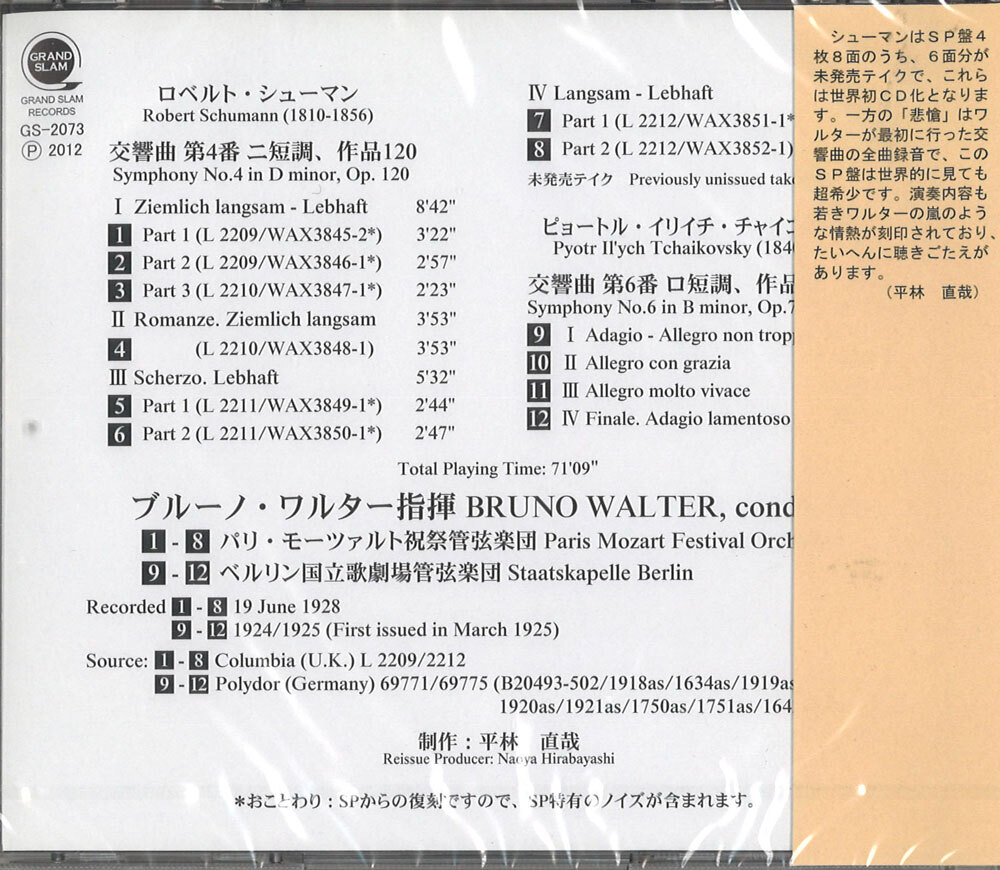 GRAND
SLAM
GRAND SLAM
RECORDS
GS-2073
Ⓟ 2012
ロベルト・シューマン
Robert Schumann (1810-1856)
交響曲 第4番 ニ短調、作品120
Symphony No.4 in D minor, Op. 120
Ⅰ Ziemlich langsam - Lebhaft 8'42"
1 Part 1 (L 2209/WAX3845-2*) 3'22"
2 Part 2 (L 2209/WAX3846-1*) 2'57"
3 Part 3 (L 2210/WAX3847-1*) 2'23"
Ⅱ Romanze. Ziemlich langsam 3'53"
4 (L 2210/WAX3848-1) 3'53"
Ⅲ Scherzo. Lebhaft 5'32"
5 Part 1 (L 2211/WAX3849-1*) 2'44"
6 Part 2 (L 2211/WAX3850-1*) 2'47"
Ⅳ Langsam - Lebhaft
7 Part 1 (L 2212/WAX3851-1*
8 Part 2 (L 2212/WAX3852-1)
未発売テイク Previously unissued
ピョートル・イリイチ・チャイコ
Pyotr Il'ych Tchaikovsky (184
交響曲 第6番 ロ短調、作品
Symphony No.6 in B minor, Op.7
9 Ⅰ Adagio - Allegro non trop
10 Ⅱ Allegro con grazia
11 Ⅲ Allegro molto vivace
12 Ⅳ Finale. Adagio lamentoso
Total Playing Time: 71'09"
ブルーノ・ワルター指揮 BRUNO WALTER, cond
1 - 8 パリ・モーツァルト祝祭管弦楽団 Paris Mozart Festival Orch
9 - 12 ベルリン国立歌劇場管弦楽団 Staatskapelle Berlin
Recorded 1 - 8 19 June 1928
9 - 12 1924/1925 (First issued in March 1925)
Source: 1 - 8 Columbia (U.K.) L 2209/2212
9 - 12 Polydor (Germany) 69771/69775 (B20493-502/1918as/1634as/1919as
1920as/1921as/1750as/1751as/164
制作：平林 直哉
Reissue Producer: Naoya Hirabayashi
*おことわり：SPからの復刻ですので、SP特有のノイズが含まれます。
シューマンはＳＰ盤４
枚８面のうち、６面分が
未発売テイクで、これら
は世界初ＣＤ化となりま
す。一方の「悲愴」はワ
ルターが最初に行った交
響曲の全曲録音で、この
ＳＰ盤は世界的に見ても
超希少です。演奏内容も
若きワルターの嵐のよう
な情熱が刻印されており、
たいへんに聴きごたえが
あります。
（平林 直哉）